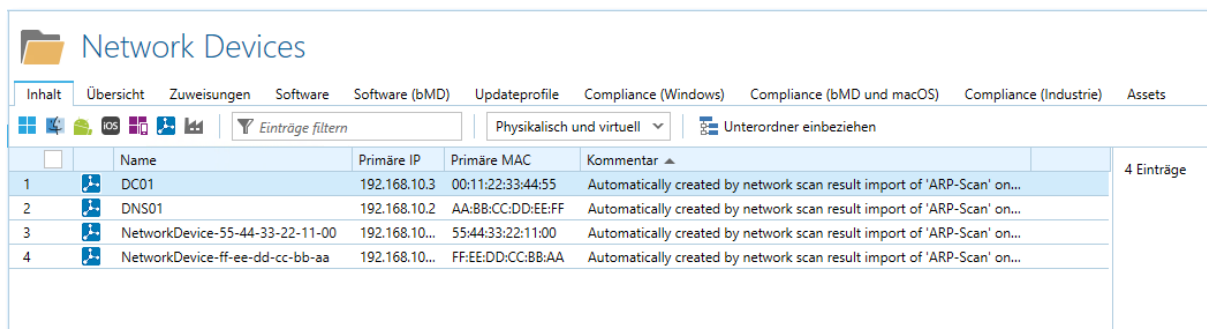 Network Devices
Inhalt Übersicht Zuweisungen Software Software (bMD) Updateprofile Compliance (Windows) Compliance (bMD und macOS) Compliance (Industrie) Assets
iOS Einträge filtern Physikalisch und virtuell Unterordner einbeziehen
Name Primäre IP Primäre MAC Kommentar
4 Einträge
1 DC01 192.168.10.3 00:11:22:33:44:55 Automatically created by network scan result import of 'ARP-Scan' on...
2 DNS01 192.168.10.2 AA:BB:CC:DD:EE:FF Automatically created by network scan result import of 'ARP-Scan' on...
3 NetworkDevice-55-44-33-22-11-00 192.168.10... 55:44:33:22:11:00 Automatically created by network scan result import of 'ARP-Scan' on...
4 NetworkDevice-ff-ee-dd-cc-bb-aa 192.168.10... FF:EE:DD:CC:BB:AA Automatically created by network scan result import of 'ARP-Scan' on...